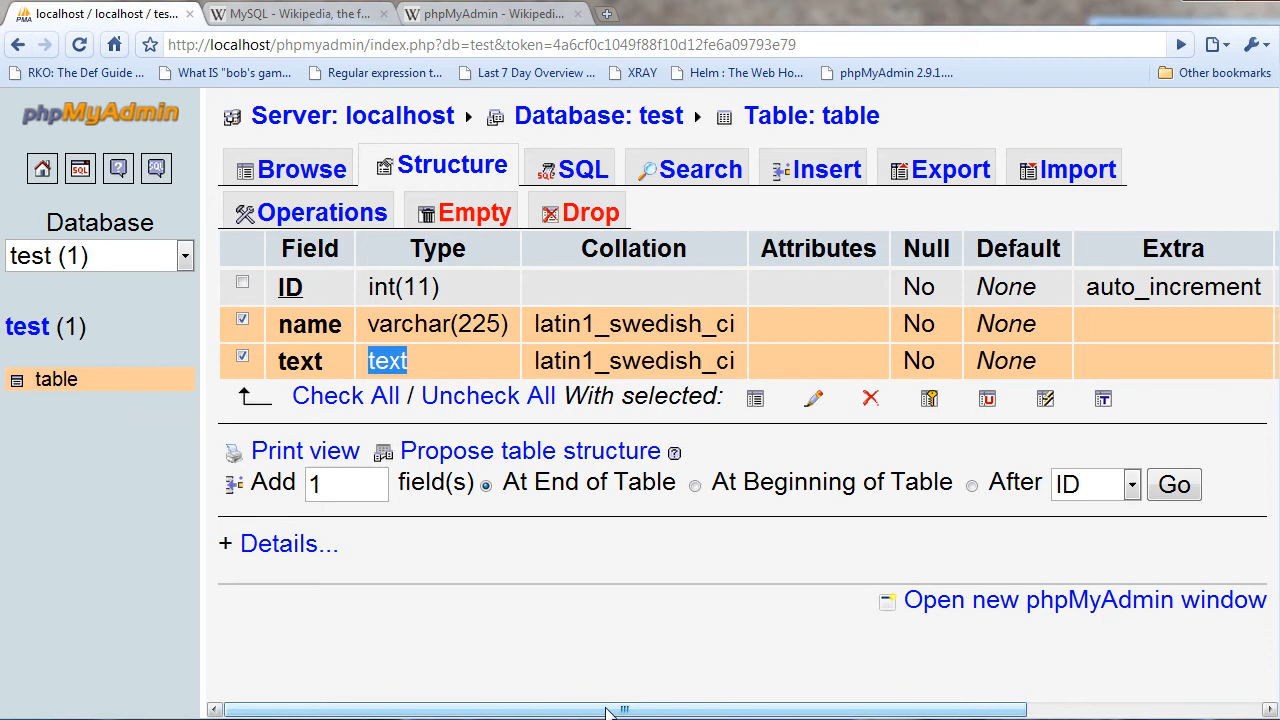 localhost / localhost / tes...
MySQL - Wikipedia, the f...
phpMyAdmin - Wikipedi...
http://localhost/phpmyadmin/index.php?db=test&token=4a6cf0c1049f88f10d12fe6a09793e79
RKO: The Def Guide ... What IS "bob's gam... Regular expression t... Last 7 Day Overview ... XRAY Helm : The Web Ho... phpMyAdmin 2.9.1.... Other bookmarks
phpMyAdmin
SQL
SQL
Database
test (1)
test (1)
table
Server: localhost Database: test Table: table
Browse Structure SQL Search Insert Export Import
Operations Empty Drop
Field Type Collation Attributes Null Default Extra
ID int(11) No None auto_increment
name varchar(225) latin1_swedish_ci No None
text text latin1_swedish_ci No None
Check All / Uncheck All With selected:
Print view Propose table structure
Add 1 field(s) At End of Table At Beginning of Table After ID Go
+ Details...
Open new phpMyAdmin window